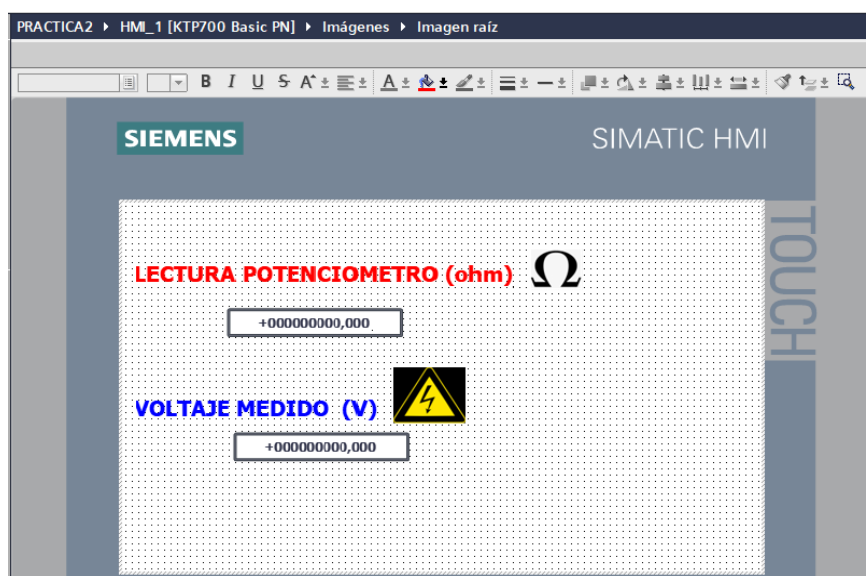 PRACTICA2 ▸ HMI_1 [KTP700 Basic PN] ▸ Imágenes ▸ Imagen raíz
B I U S A A
SIEMENS
SIMATIC HMI
TOUCH
LECTURA POTENCIOMETRO (ohm) Ω
+000000000,000
VOLTAJE MEDIDO (V)
+000000000,000